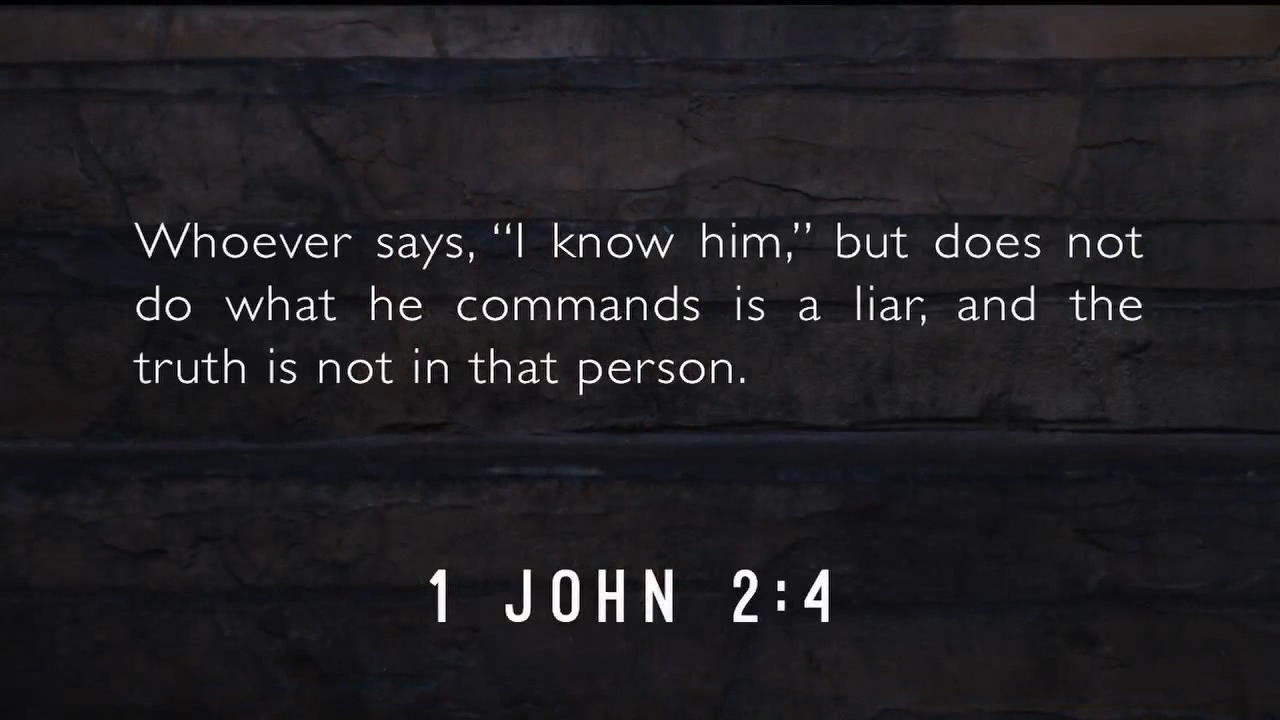 Whoever says, “I know him,” but does not
do what he commands is a liar, and the
truth is not in that person.
1 JOHN 2:4